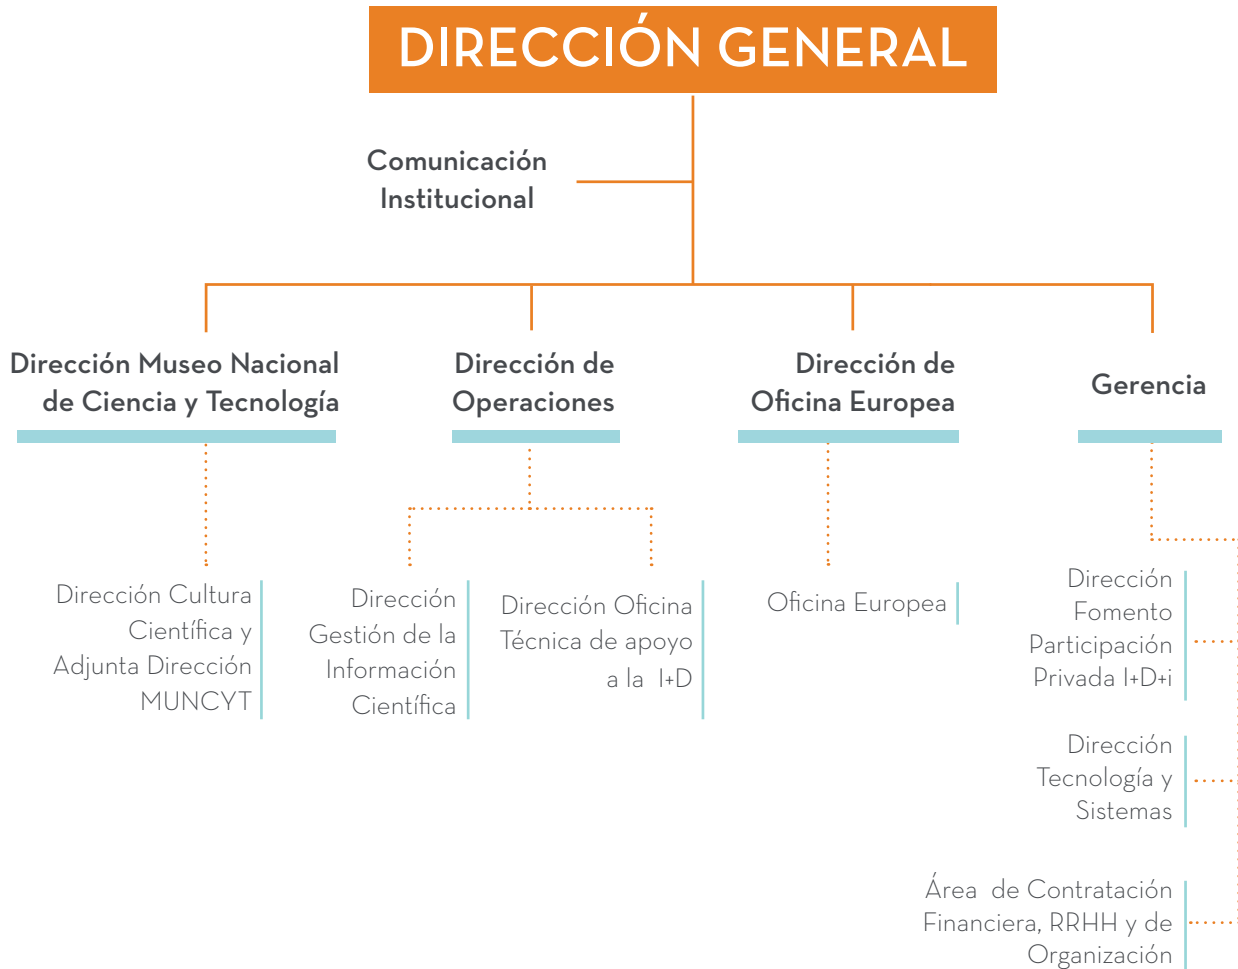 DIRECCIÓN GENERAL
Comunicación
Institucional
Dirección Museo Nacional
de Ciencia y Tecnología
Dirección de
Operaciones
Dirección de
Oficina Europea
Gerencia
Dirección Cultura
Científica y
Adjunta Dirección
MUNCYT
Dirección
Gestión de la
Información
Científica
Dirección Oficina
Técnica de apoyo
a la I+D
Oficina Europea
Dirección
Fomento
Participación
Privada I+D+i
Dirección
Tecnología y
Sistemas
Área de Contratación
Financiera, RRHH y de
Organización